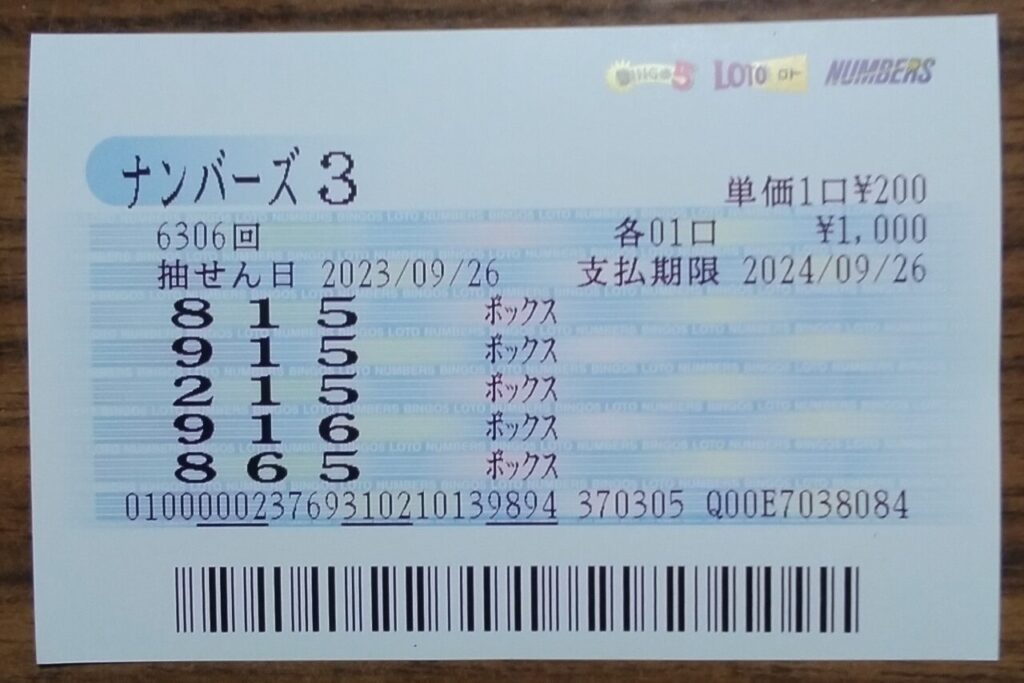 BINGO5 LOTO ロト NUMBERS
ナンバーズ3
単価1口¥200
6306回 各01口 ¥1,000
抽せん日 2023/09/26 支払期限 2024/09/26
8 1 5 ボックス
9 1 5 ボックス
2 1 5 ボックス
9 1 6 ボックス
8 6 5 ボックス
010000023769310210139894 370305 Q00E7038084